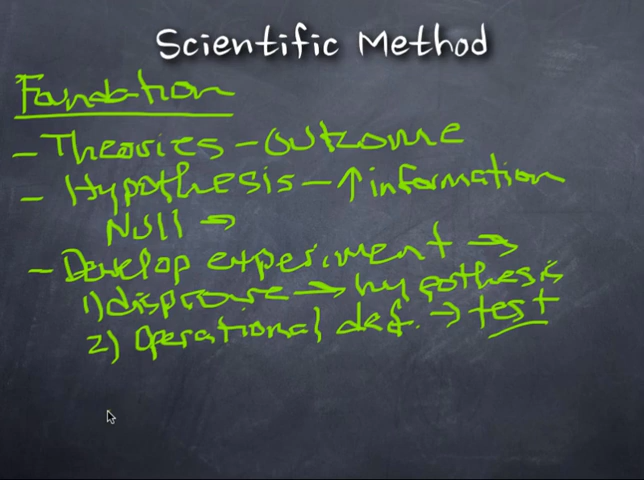 Scientific Method
Foundation
- Theories - outcome
- Hypothesis - ↑ information
Null →
- Develop experiment →
1) disprove → hypothesis
2) Operational def. → test